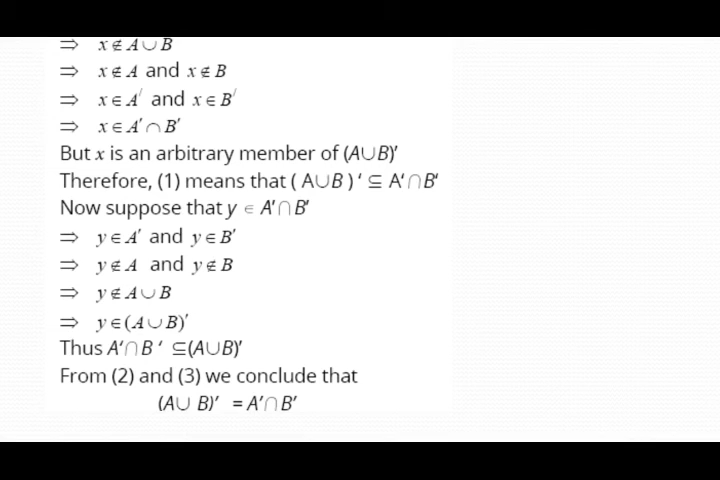 ⇒ x ∉ A ∪ B
⇒ x ∉ A and x ∉ B
⇒ x ∈ A′ and x ∈ B′
⇒ x ∈ A′ ∩ B′
But x is an arbitrary member of (A∪B)′
Therefore, (1) means that ( A∪B ) ‘ ⊆ A‘∩B‘
Now suppose that y ∈ A′∩B′
⇒ y ∈ A′ and y ∈ B′
⇒ y ∉ A and y ∉ B
⇒ y ∉ A ∪ B
⇒ y ∈ (A ∪ B)′
Thus A‘∩B ‘ ⊆(A∪B)′
From (2) and (3) we conclude that
(A∪ B)′ = A′∩B′